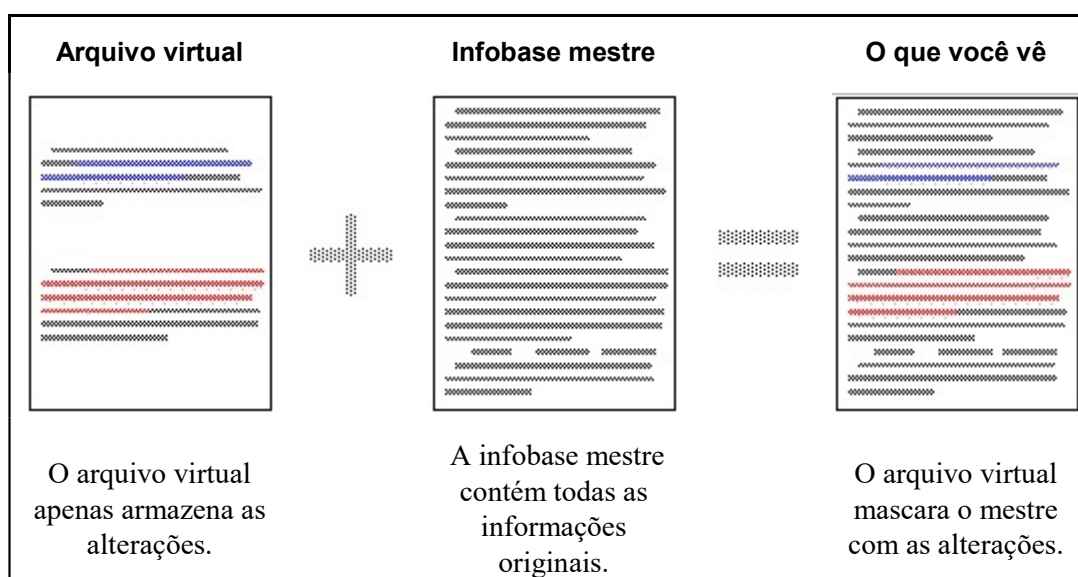 Arquivo virtual
Infobase mestre
O que você vê
O arquivo virtual
apenas armazena as
alterações.
A infobase mestre
contém todas as
informações
originais.
O arquivo virtual
mascara o mestre
com as alterações.